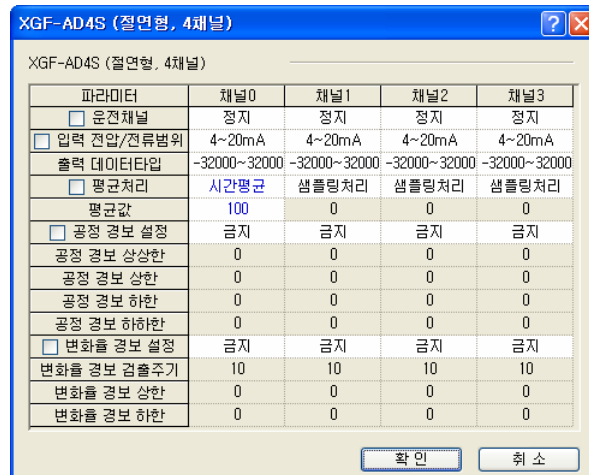 XGF-AD4S (절연형, 4채널)
XGF-AD4S (절연형, 4채널)
파라미터 채널0 채널1 채널2 채널3
운전채널 정지 정지 정지 정지
입력 전압/전류범위 4~20mA 4~20mA 4~20mA 4~20mA
출력 데이터타입 -32000~32000 -32000~32000 -32000~32000 -32000~32000
평균처리 시간평균 샘플링처리 샘플링처리 샘플링처리
평균값 100 0 0 0
공정 경보 설정 금지 금지 금지 금지
공정 경보 상상한 0 0 0 0
공정 경보 상한 0 0 0 0
공정 경보 하한 0 0 0 0
공정 경보 하하한 0 0 0 0
변화율 경보 설정 금지 금지 금지 금지
변화율 경보 검출주기 10 10 10 10
변화율 경보 상한 0 0 0 0
변화율 경보 하한 0 0 0 0
확인 취소